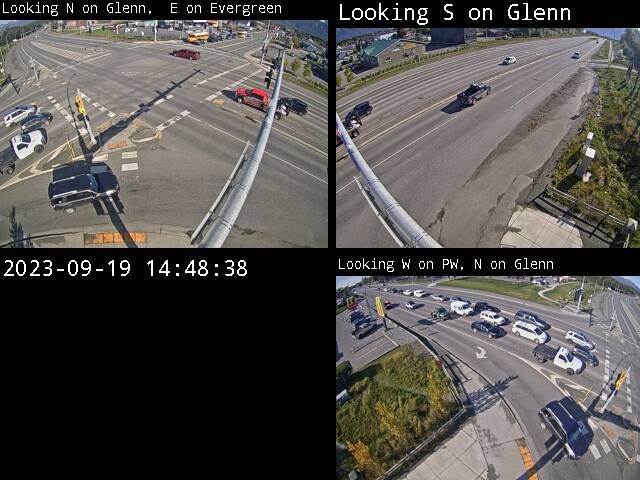 Looking N on Glenn,  E on Evergreen
Looking S on Glenn
2023-09-19 14:48:38
Looking W on PW, N on Glenn